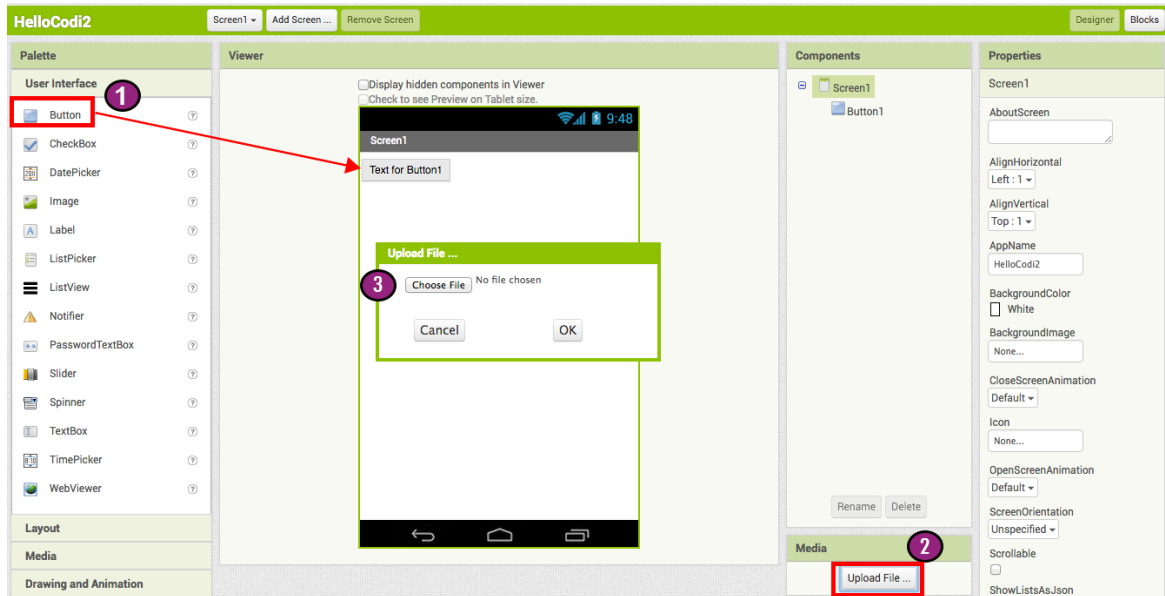 HelloCodi2
Screen1
Add Screen ...
Remove Screen
Designer
Blocks
Palette
User Interface
1
Button
?
CheckBox
?
DatePicker
?
Image
?
A
Label
?
ListPicker
?
ListView
?
Notifier
?
PasswordTextBox
?
Slider
?
Spinner
?
TextBox
?
TimePicker
?
WebViewer
?
Layout
Media
Drawing and Animation
Viewer
Display hidden components in Viewer
Check to see Preview on Tablet size.
9:48
Screen1
Text for Button1
Upload File ...
3
Choose File No file chosen
Cancel
OK
Components
Screen1
Button1
Rename
Delete
Media
2
Upload File ...
Properties
Screen1
AboutScreen
AlignHorizontal
Left : 1
AlignVertical
Top : 1
AppName
HelloCodi2
BackgroundColor
White
BackgroundImage
None...
CloseScreenAnimation
Default
Icon
None...
OpenScreenAnimation
Default
ScreenOrientation
Unspecified
Scrollable
ShowListsAsJson